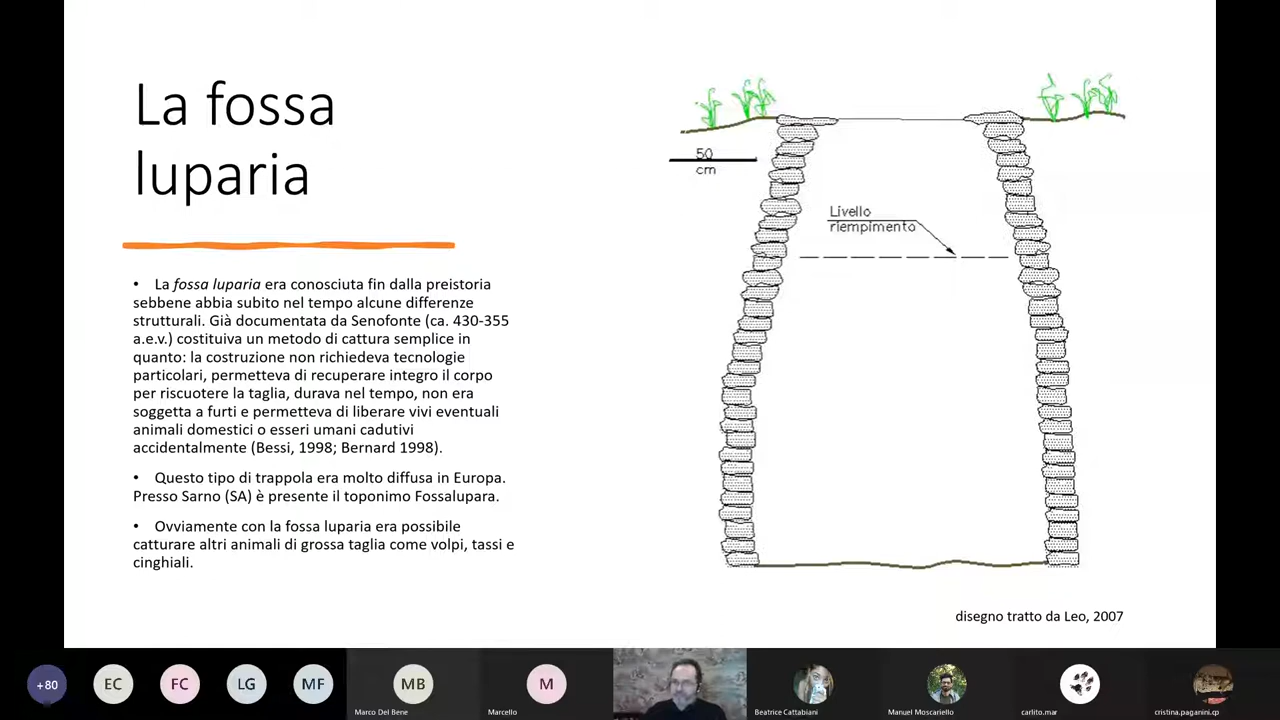 La fossa
luparia
• La fossa luparia era conosciuta fin dalla preistoria
sebbene abbia subito nel tempo alcune differenze
strutturali. Già documentata da Senofonte (ca. 430-355
a.e.v.) costituiva un metodo di cattura semplice in
quanto: la costruzione non richiedeva tecnologie
particolari, permetteva di recuperare integro il corpo
per riscuotere la taglia, durava nel tempo, non era
soggetta a furti e permetteva di liberare vivi eventuali
animali domestici o esseri umani cadutivi
accidentalmente (Bessi, 1998; Bernard 1998).
• Questo tipo di trappola era molto diffusa in Europa.
Presso Sarno (SA) è presente il toponimo Fossalupara.
• Ovviamente con la fossa luparia era possibile
catturare altri animali di grossa taglia come volpi, tassi e
cinghiali.
50
cm
Livello
riempimento
disegno tratto da Leo, 2007
+80
EC
FC
LG
MF
MB
Marco Del Bene
M
Marcello
Beatrice Cattabiani
Manuel Moscariello
carlito.mar
cristina.paganini.cp